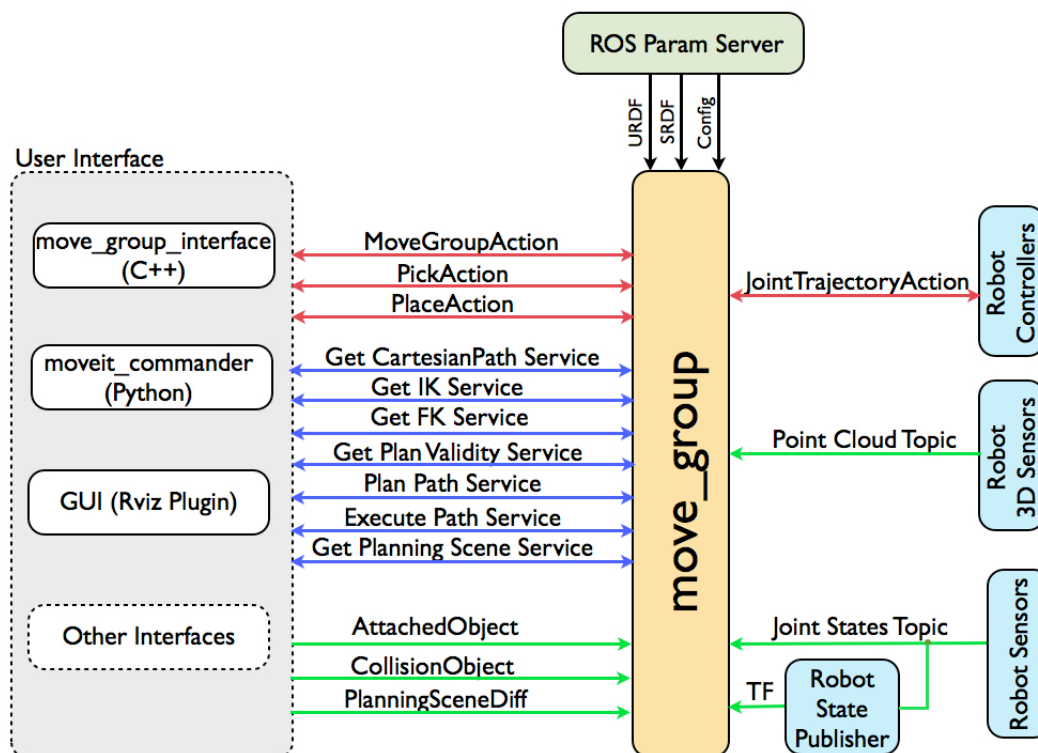 ROS Param Server
URDF
SRDF
Config
User Interface
move_group_interface
(C++)
moveit_commander
(Python)
GUI (Rviz Plugin)
Other Interfaces
MoveGroupAction
PickAction
PlaceAction
Get CartesianPath Service
Get IK Service
Get FK Service
Get Plan Validity Service
Plan Path Service
Execute Path Service
Get Planning Scene Service
AttachedObject
CollisionObject
PlanningSceneDiff
move_group
JointTrajectoryAction
Robot
Controllers
Point Cloud Topic
Robot
3D Sensors
Joint States Topic
Robot Sensors
TF
Robot
State
Publisher